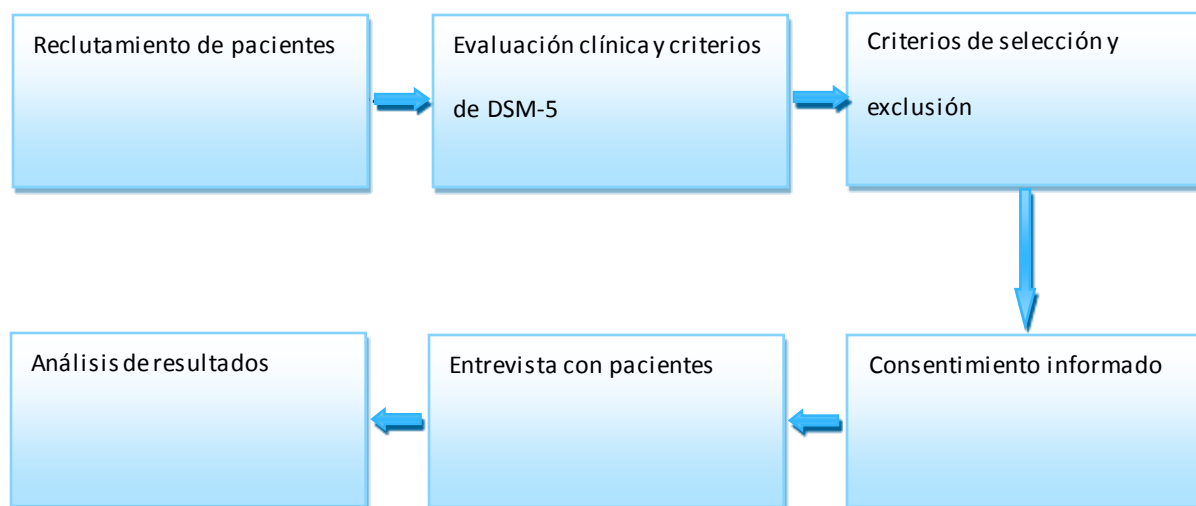 Reclutamiento de pacientes
Evaluación clínica y criterios
de DSM-5
Criterios de selección y
exclusión
Consentimiento informado
Entrevista con pacientes
Análisis de resultados